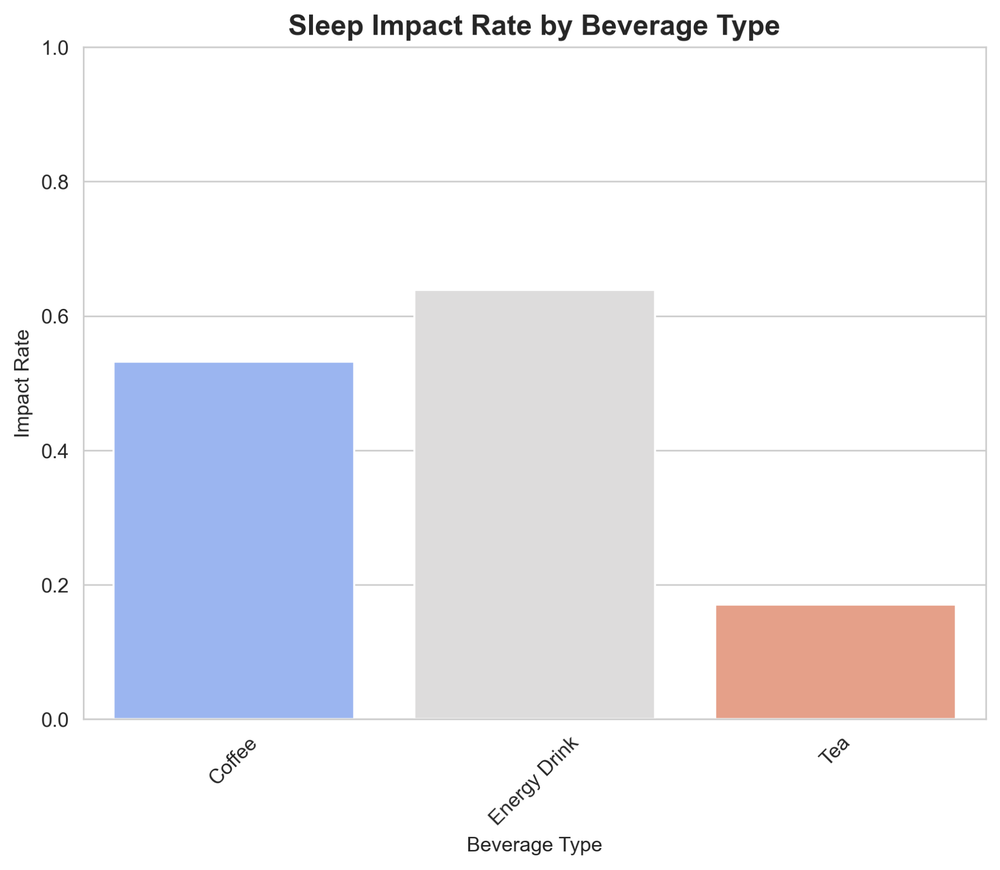 Sleep Impact Rate by Beverage Type
1.0
0.8
0.6
0.4
0.2
0.0
Impact Rate
Coffee
Energy Drink
Tea
Beverage Type